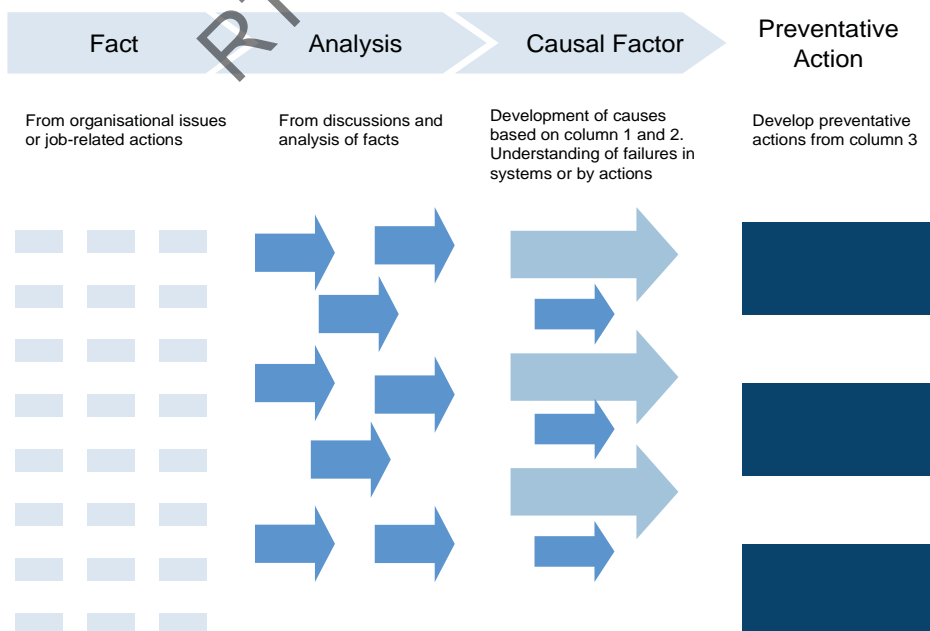 Fact
Analysis
Causal Factor
Preventative
Action
From organisational issues
or job-related actions
From discussions and
analysis of facts
Development of causes
based on column 1 and 2.
Understanding of failures in
systems or by actions
Develop preventative
actions from column 3